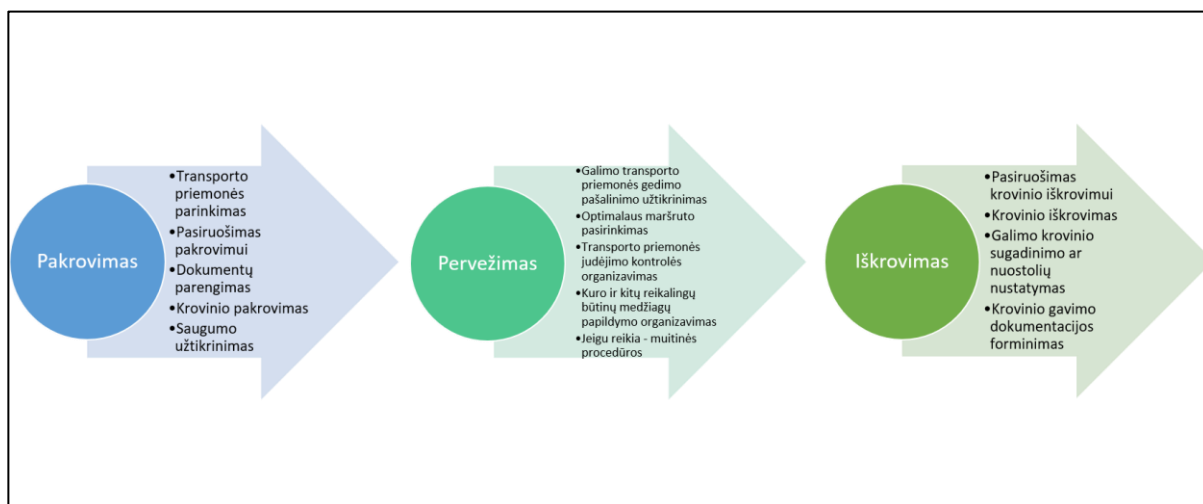 Pakrovimas
•Transporto
priemonės
parinkimas
•Pasiruošimas
pakrovimui
•Dokumentų
parengimas
•Krovinio pakrovimas
•Saugumo
užtikrinimas
Pervežimas
•Galimo transporto
priemonės gedimo
pašalinimo užtikrinimas
•Optimalaus maršruto
pasirinkimas
•Transporto priemonės
judėjimo kontrolės
organizavimas
•Kuro ir kitų reikalingų
būtinų medžiagų
papildymo organizavimas
•Jeigu reikia - muitinės
procedūros
Iškrovimas
•Pasiruošimas
krovinio iškrovimui
•Krovinio iškrovimas
•Galimo krovinio
sugadinimo ar
nuostolių
nustatymas
•Krovinio gavimo
dokumentacijos
forminimas